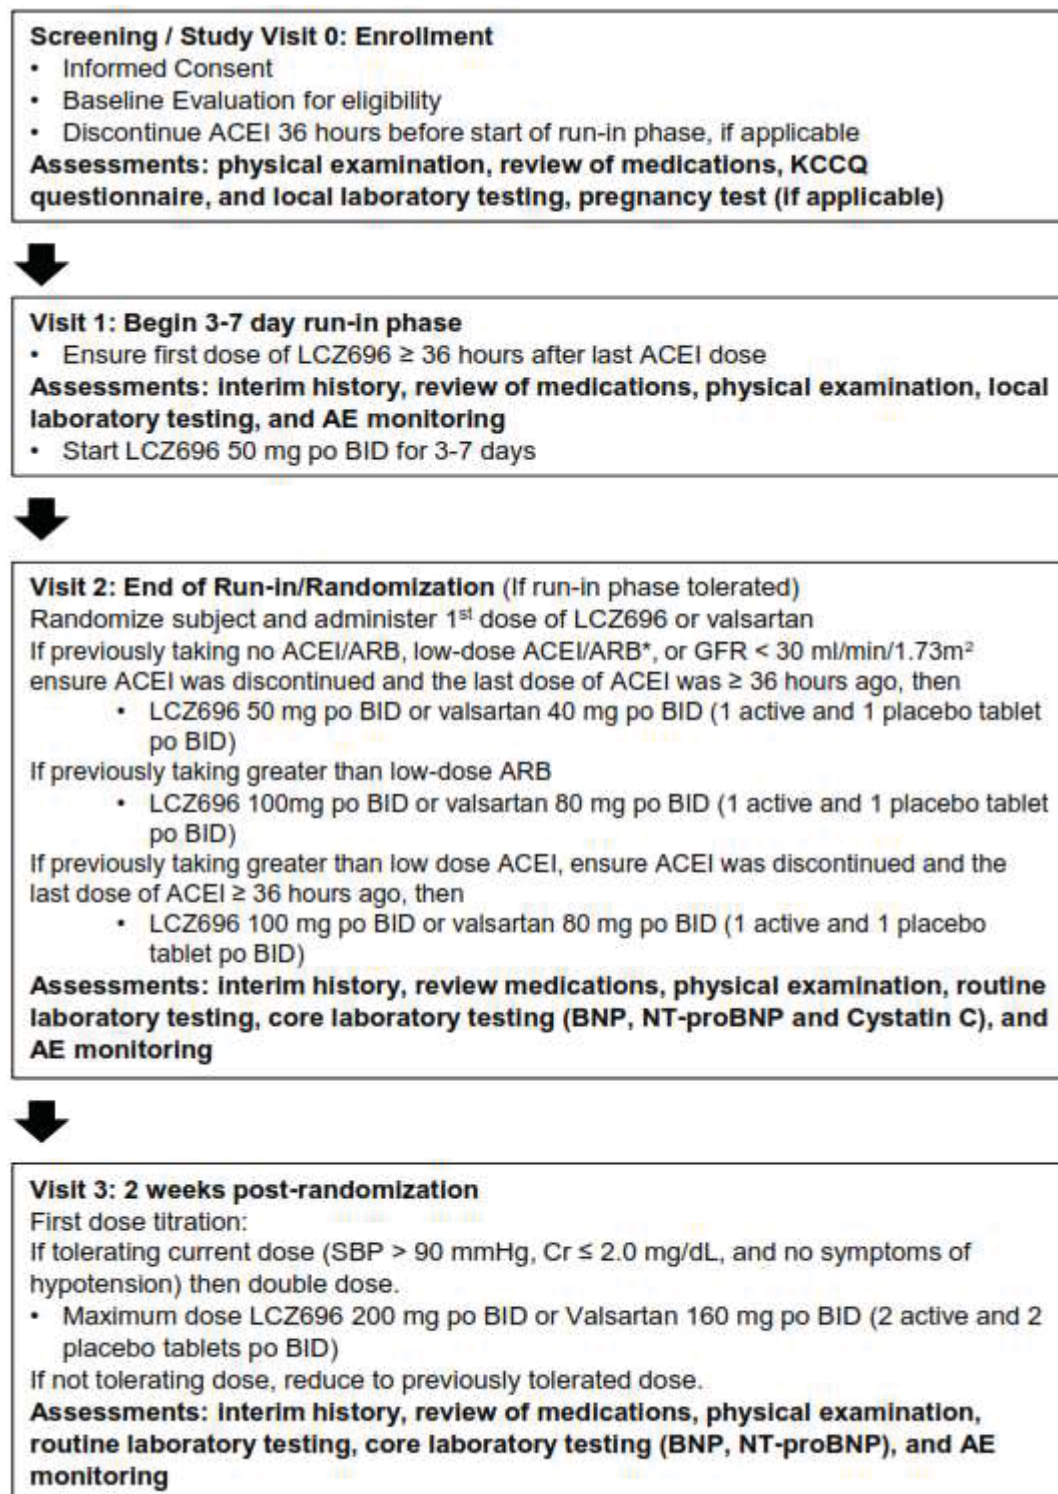 Screening / Study Visit 0: Enrollment
• Informed Consent
• Baseline Evaluation for eligibility
• Discontinue ACEI 36 hours before start of run-in phase, if applicable
Assessments: physical examination, review of medications, KCCQ
questionnaire, and local laboratory testing, pregnancy test (if applicable)
Visit 1: Begin 3-7 day run-in phase
• Ensure first dose of LCZ696 ≥ 36 hours after last ACEI dose
Assessments: interim history, review of medications, physical examination, local
laboratory testing, and AE monitoring
• Start LCZ696 50 mg po BID for 3-7 days
Visit 2: End of Run-in/Randomization (If run-in phase tolerated)
Randomize subject and administer 1st dose of LCZ696 or valsartan
If previously taking no ACEI/ARB, low-dose ACEI/ARB*, or GFR < 30 ml/min/1.73m²
ensure ACEI was discontinued and the last dose of ACEI was ≥ 36 hours ago, then
• LCZ696 50 mg po BID or valsartan 40 mg po BID (1 active and 1 placebo tablet
po BID)
If previously taking greater than low-dose ARB
• LCZ696 100mg po BID or valsartan 80 mg po BID (1 active and 1 placebo tablet
po BID)
If previously taking greater than low dose ACEI, ensure ACEI was discontinued and the
last dose of ACEI ≥ 36 hours ago, then
• LCZ696 100 mg po BID or valsartan 80 mg po BID (1 active and 1 placebo
tablet po BID)
Assessments: interim history, review medications, physical examination, routine
laboratory testing, core laboratory testing (BNP, NT-proBNP and Cystatin C), and
AE monitoring
Visit 3: 2 weeks post-randomization
First dose titration:
If tolerating current dose (SBP > 90 mmHg, Cr ≤ 2.0 mg/dL, and no symptoms of
hypotension) then double dose.
• Maximum dose LCZ696 200 mg po BID or Valsartan 160 mg po BID (2 active and 2
placebo tablets po BID)
If not tolerating dose, reduce to previously tolerated dose.
Assessments: interim history, review of medications, physical examination,
routine laboratory testing, core laboratory testing (BNP, NT-proBNP), and AE
monitoring